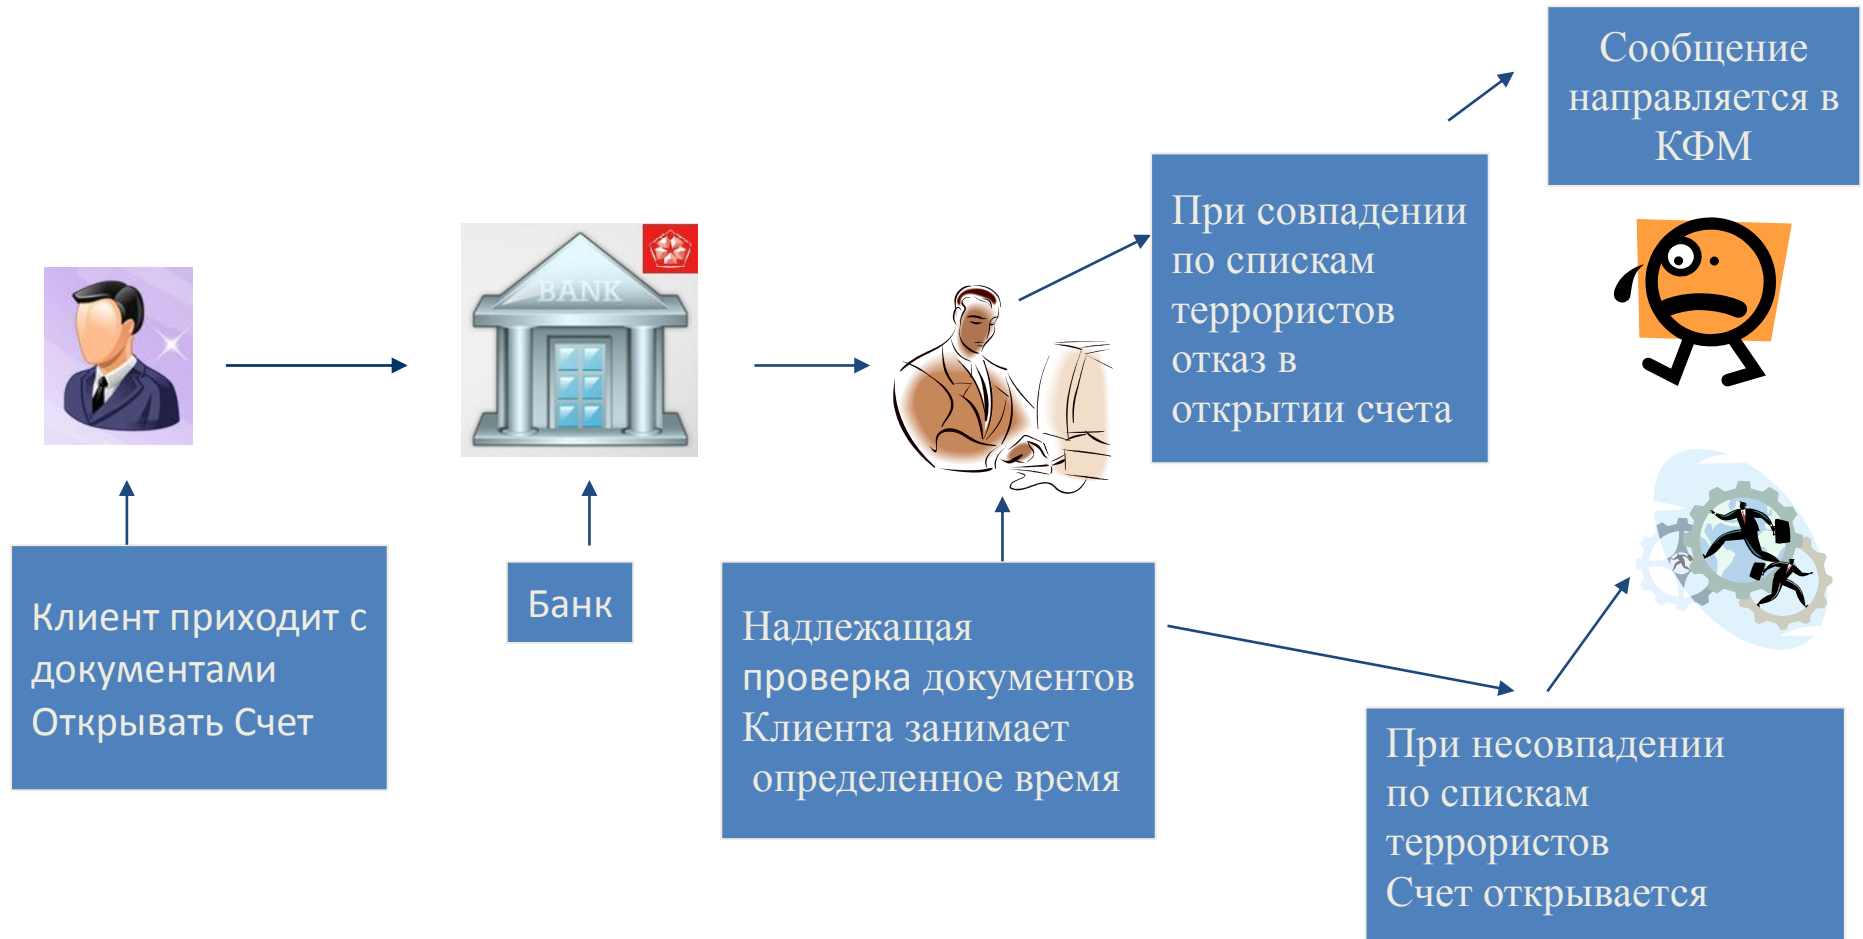 Сообщение
направляется в
КФМ
При совпадении
по спискам
террористов
отказ в
открытии счета
BANK
Клиент приходит с
документами
Открывать Счет
Банк
Надлежащая
проверка документов
Клиента занимает
определенное время
При несовпадении
по спискам
террористов
Счет открывается